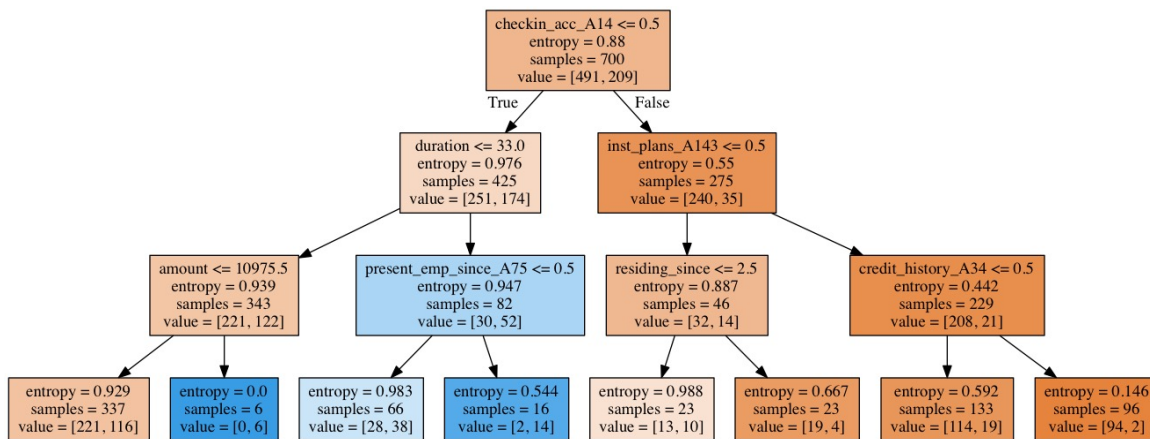 checkin_acc_A14 <= 0.5
entropy = 0.88
samples = 700
value = [491, 209]
True
False
duration <= 33.0
entropy = 0.976
samples = 425
value = [251, 174]
inst_plans_A143 <= 0.5
entropy = 0.55
samples = 275
value = [240, 35]
amount <= 10975.5
entropy = 0.939
samples = 343
value = [221, 122]
present_emp_since_A75 <= 0.5
entropy = 0.947
samples = 82
value = [30, 52]
residing_since <= 2.5
entropy = 0.887
samples = 46
value = [32, 14]
credit_history_A34 <= 0.5
entropy = 0.442
samples = 229
value = [208, 21]
entropy = 0.929
samples = 337
value = [221, 116]
entropy = 0.0
samples = 6
value = [0, 6]
entropy = 0.983
samples = 66
value = [28, 38]
entropy = 0.544
samples = 16
value = [2, 14]
entropy = 0.988
samples = 23
value = [13, 10]
entropy = 0.667
samples = 23
value = [19, 4]
entropy = 0.592
samples = 133
value = [114, 19]
entropy = 0.146
samples = 96
value = [94, 2]